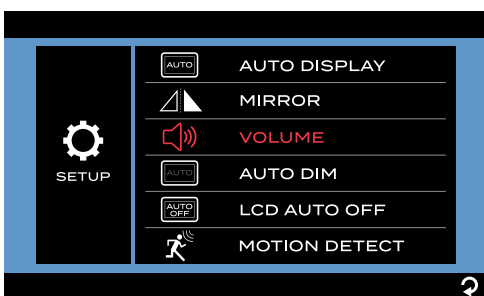 SETUP
AUTO AUTO DISPLAY
MIRROR
VOLUME
AUTO AUTO DIM
AUTO OFF LCD AUTO OFF
MOTION DETECT